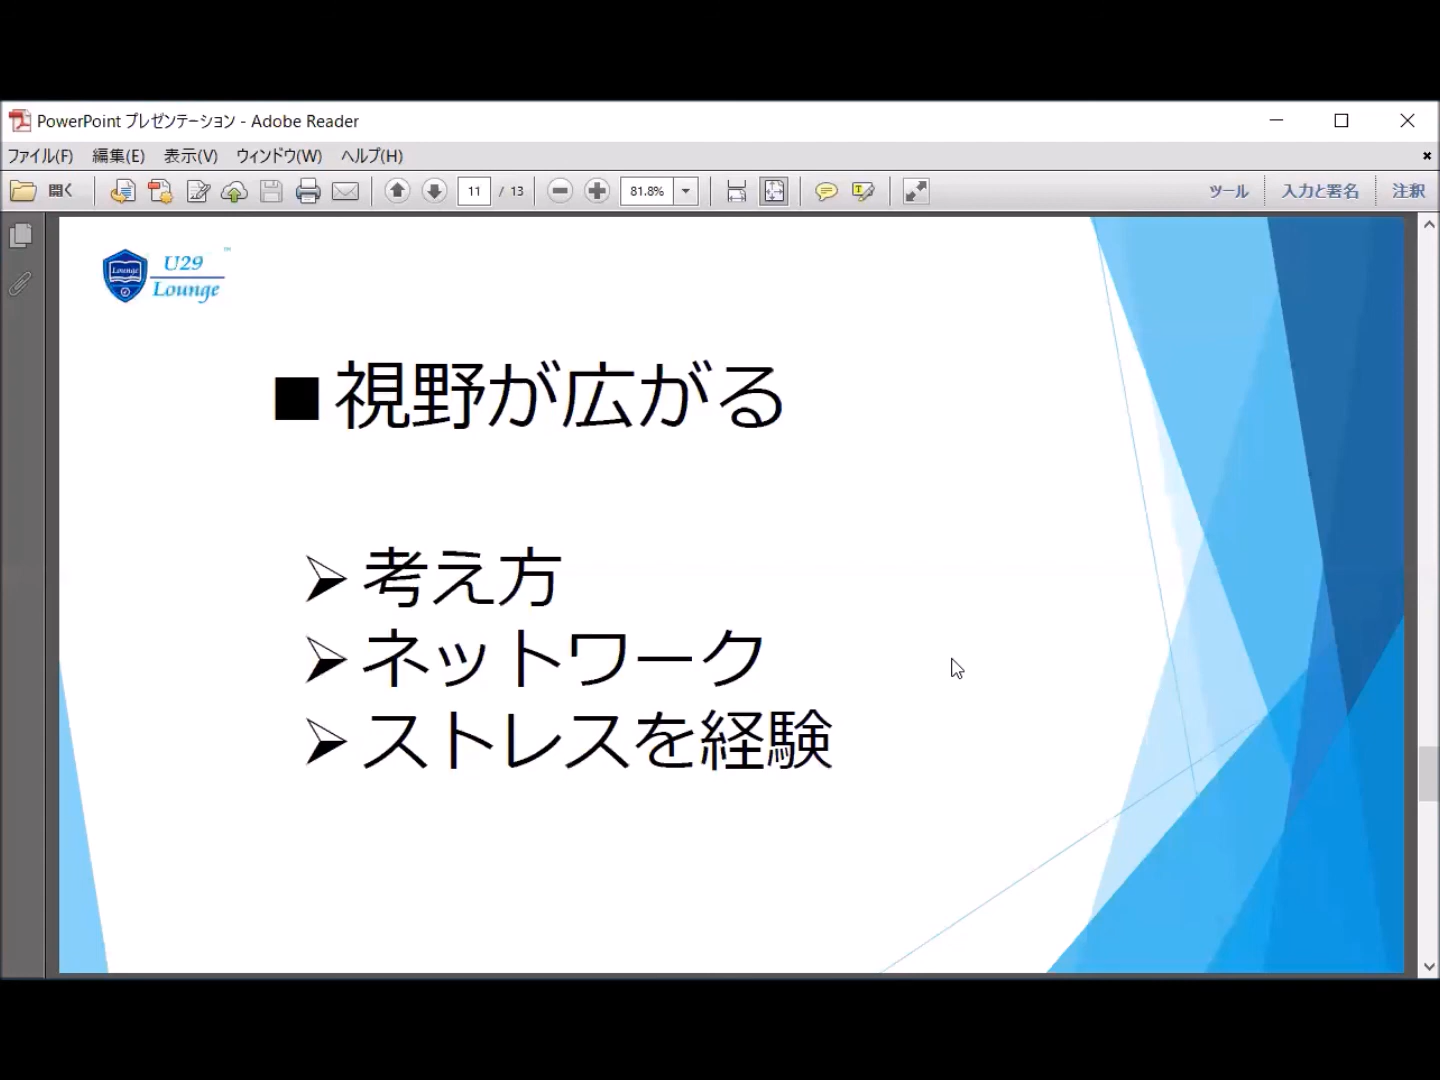 PowerPoint プレゼンテーション - Adobe Reader
ファイル(F) 編集(E) 表示(V) ウィンドウ(W) ヘルプ(H)
開く 11 / 13 81.8% ツール 入力と署名 注釈
Lounge
U29 ™
Lounge
■視野が広がる
➢考え方
➢ネットワーク
➢ストレスを経験